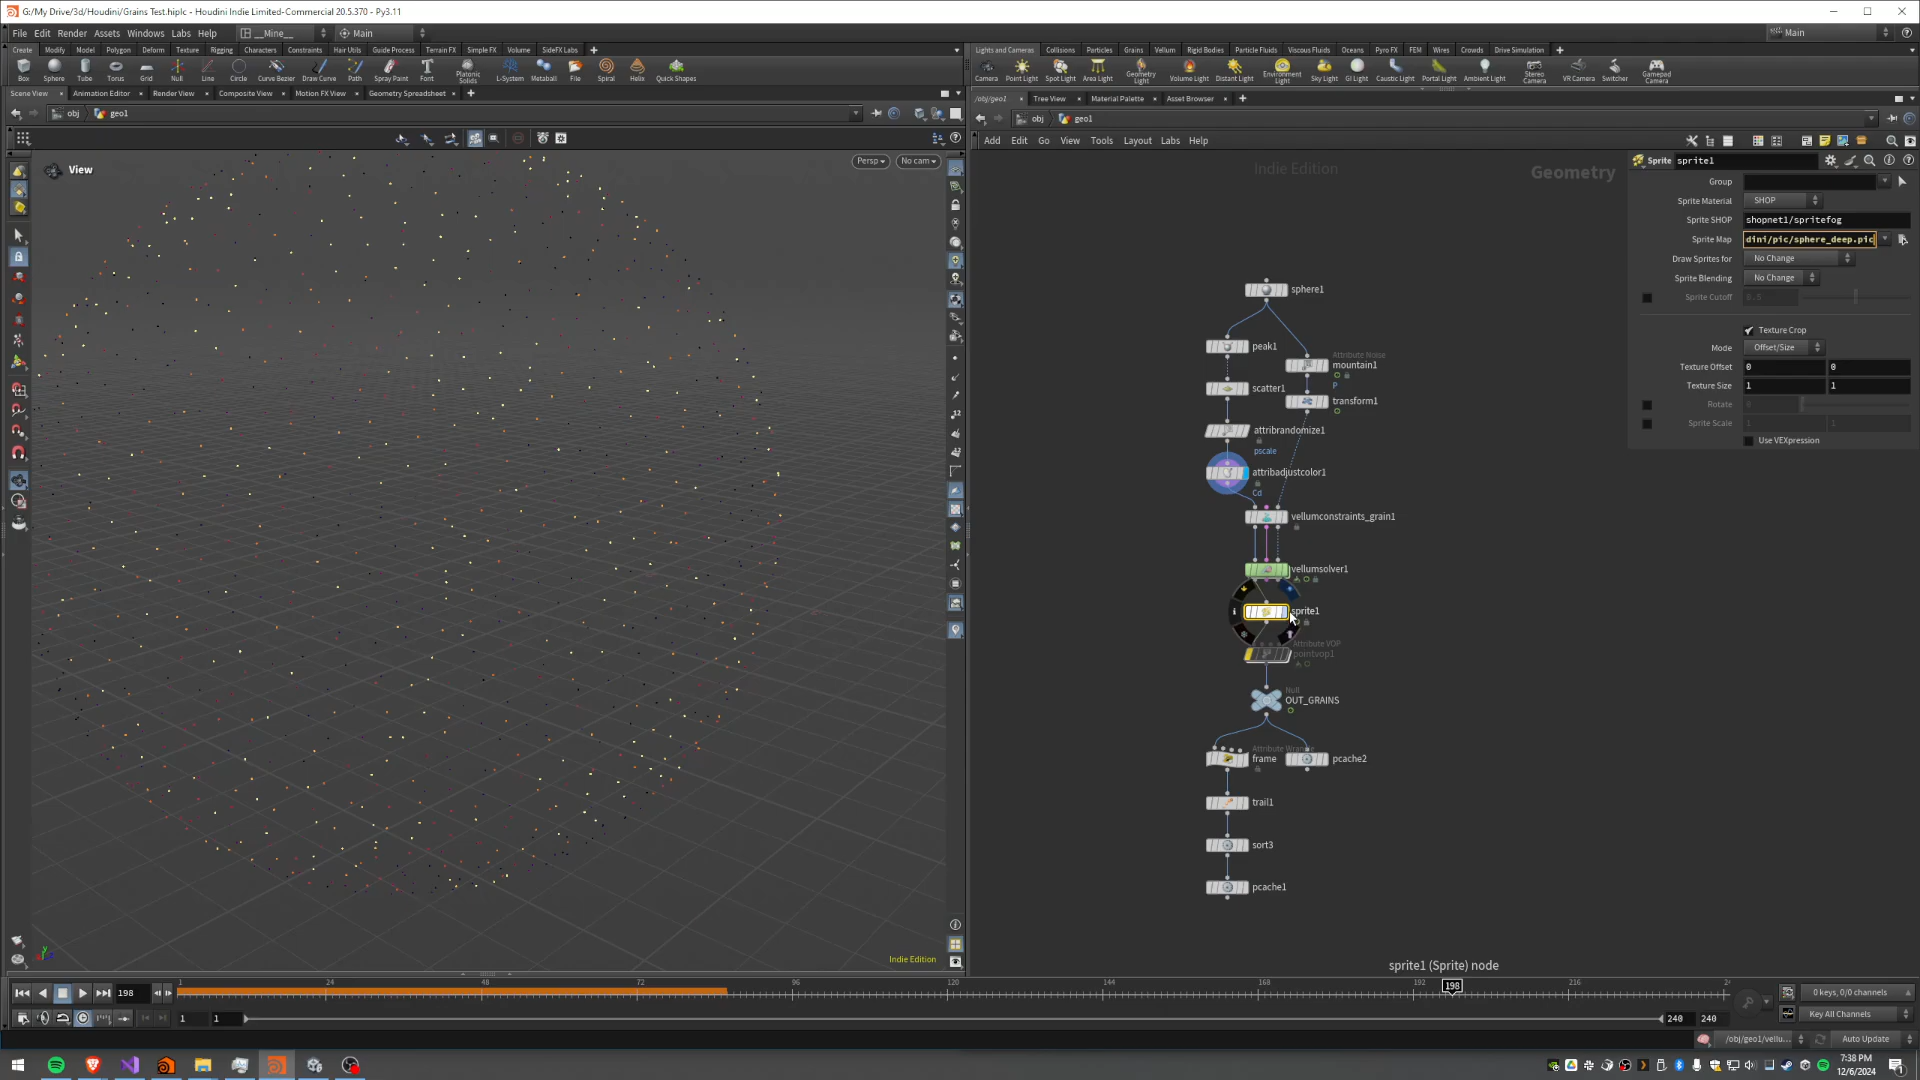 G:/My Drive/3d/Houdini/Grains Test.hiplc - Houdini Indie Limited-Commercial 20.5.370 - Py3.11
File Edit Render Assets Windows Labs Help __Mine__ Main
Main
Create Modify Model Polygon Deform Texture Rigging Characters Constraints Hair Utils Guide Process Terrain FX Simple FX Volume SideFX Labs
Box Sphere Tube Torus Grid Null Line Circle Curve Bezier Draw Curve Path Spray Paint Font Platonic Solids L-System Metaball File Spiral Helix Quick Shapes
Lights and Cameras Collisions Particles Grains Vellum Rigid Bodies Particle Fluids Viscous Fluids Oceans Pyro FX FEM Wires Crowds Drive Simulation
Camera Point Light Spot Light Area Light Geometry Light Volume Light Distant Light Environment Light Sky Light GI Light Caustic Light Portal Light Ambient Light Stereo Camera VR Camera Switcher Gamepad Camera
Scene View Animation Editor Render View Composite View Motion FX View Geometry Spreadsheet
/obj/geo1 Tree View Material Palette Asset Browser
obj geo1
obj geo1
Add Edit Go View Tools Layout Labs Help
View
Persp No cam
Indie Edition
Geometry
Sprite sprite1
Group
Sprite Material SHOP
Sprite SHOP shopnet1/spritefog
Sprite Map dini/pic/sphere_deep.pic
Draw Sprites for No Change
Sprite Blending No Change
Sprite Cutoff 0.5
Texture Crop
Mode Offset/Size
Texture Offset 0 0
Texture Size 1 1
Rotate
Sprite Scale 1 1
Use VEXpression
sphere1
peak1
Attribute Noise
mountain1
P
scatter1
transform1
attribrandomize1
pscale
attribadjustcolor1
Cd
vellumconstraints_grain1
vellumsolver1
sprite1
Attribute VOP
pointvop1
Null
OUT_GRAINS
Attribute Wrangle
frame
pcache2
trail1
sort3
pcache1
Indie Edition
sprite1 (Sprite) node
198
1 24 48 72 96 120 144 168 192 216
198
1 1 240 240
0 keys, 0/0 channels
Key All Channels
/obj/geo1/vellu...
Auto Update
7:38 PM
12/6/2024